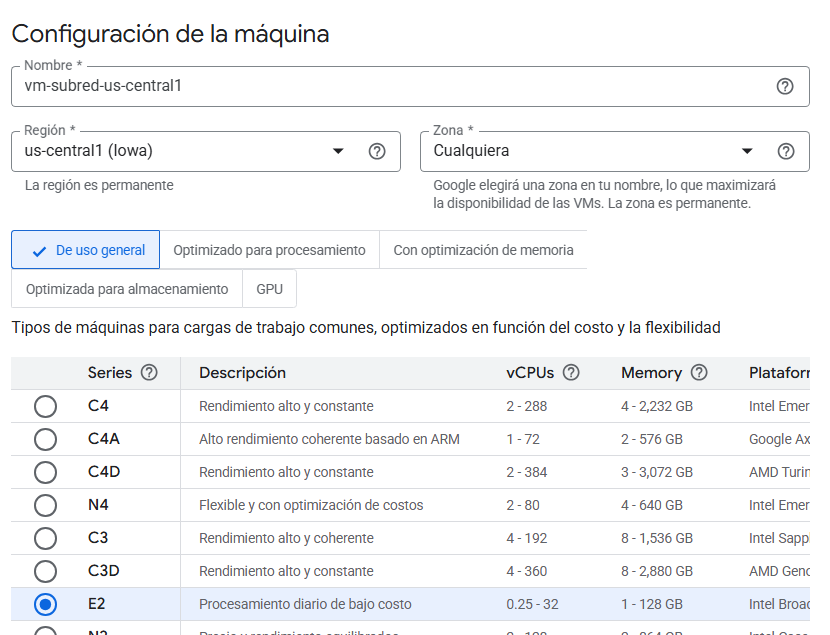 Configuración de la máquina
Nombre *
vm-subred-us-central1
Región * Zona *
us-central1 (Iowa) Cualquiera
La región es permanente Google elegirá una zona en tu nombre, lo que maximizará
la disponibilidad de las VMs. La zona es permanente.
De uso general Optimizado para procesamiento Con optimización de memoria
Optimizada para almacenamiento GPU
Tipos de máquinas para cargas de trabajo comunes, optimizados en función del costo y la flexibilidad
Series Descripción vCPUs Memory Platafor
C4 Rendimiento alto y constante 2 - 288 4 - 2,232 GB Intel Emer
C4A Alto rendimiento coherente basado en ARM 1 - 72 2 - 576 GB Google Ax
C4D Rendimiento alto y constante 2 - 384 3 - 3,072 GB AMD Turin
N4 Flexible y con optimización de costos 2 - 80 4 - 640 GB Intel Emer
C3 Rendimiento alto y coherente 4 - 192 8 - 1,536 GB Intel Sapp
C3D Rendimiento alto y constante 4 - 360 8 - 2,880 GB AMD Geno
E2 Procesamiento diario de bajo costo 0.25 - 32 1 - 128 GB Intel Broad